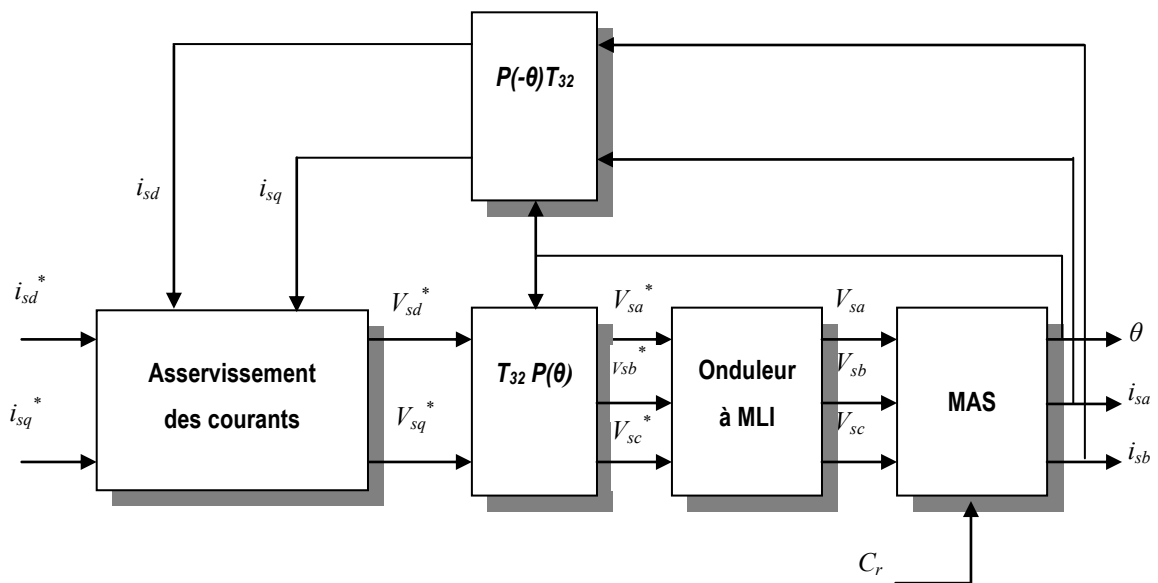 P(-θ)T32
isd
isq
isd*
isq*
Asservissement
des courants
Vsd*
Vsq*
T32 P(θ)
Vsa*
Vsb*
Vsc*
Onduleur
à MLI
Vsa
Vsb
Vsc
MAS
θ
isa
isb
Cr